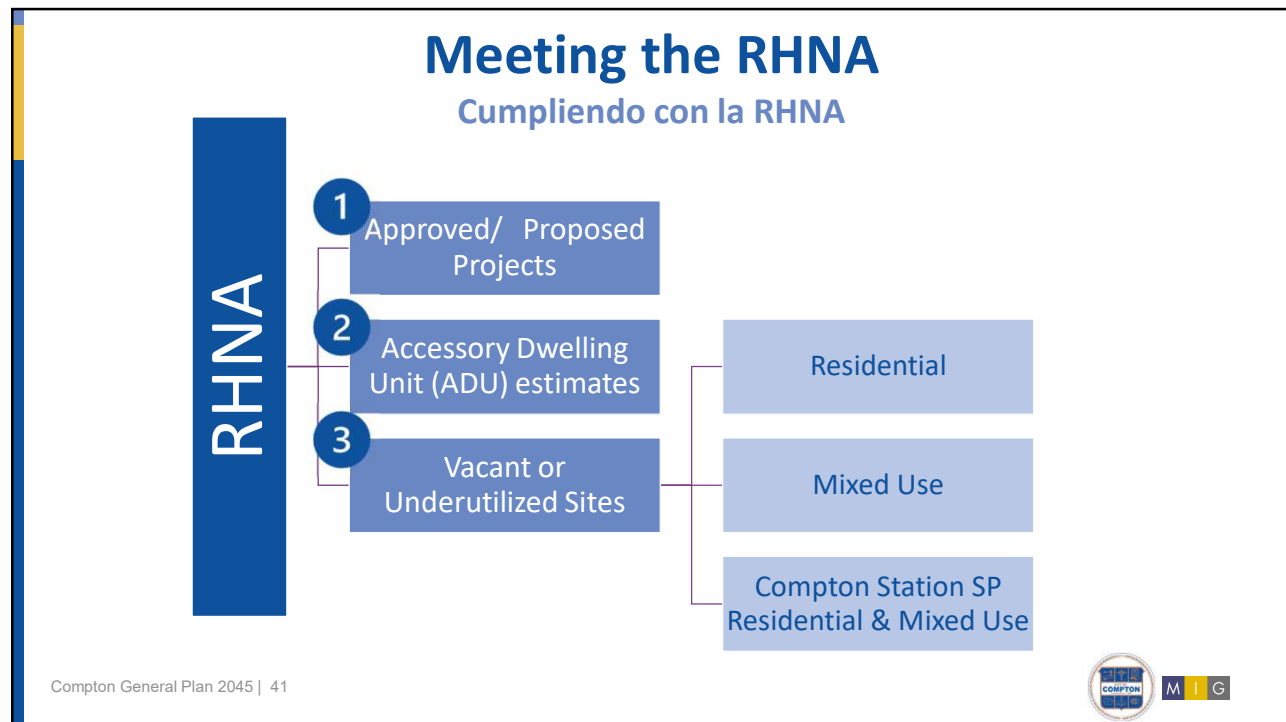 Meeting the RHNA
Cumpliendo con la RHNA
RHNA
1
Approved/ Proposed
Projects
2
Accessory Dwelling
Unit (ADU) estimates
3
Vacant or
Underutilized Sites
Residential
Mixed Use
Compton Station SP
Residential & Mixed Use
Compton General Plan 2045 | 41
COMPTON
M I G